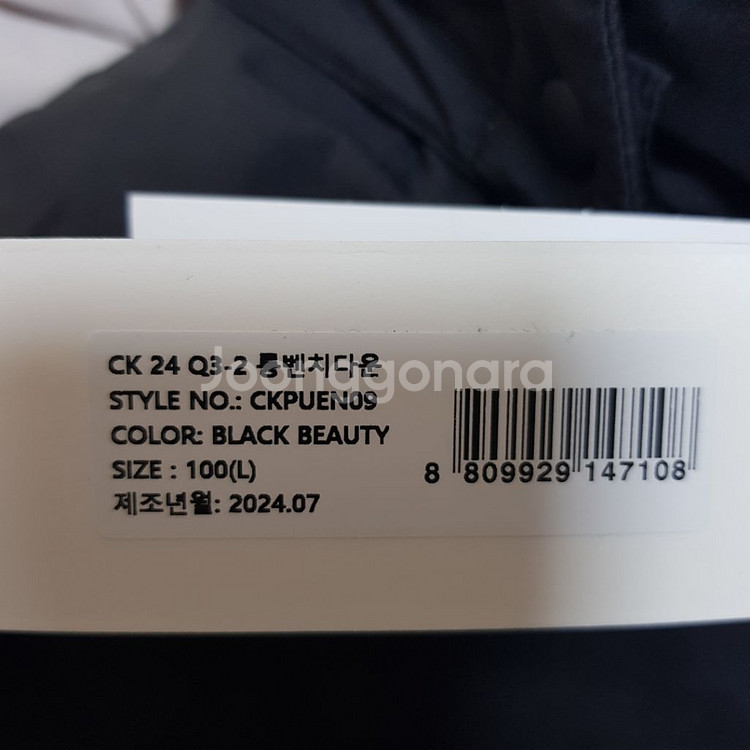 CK 24 Q3-2 롱벤치다운
STYLE NO.: CKPUEN09
COLOR: BLACK BEAUTY
SIZE : 100(L)
제조년월: 2024.07
8 809929 147108
Joonggonara